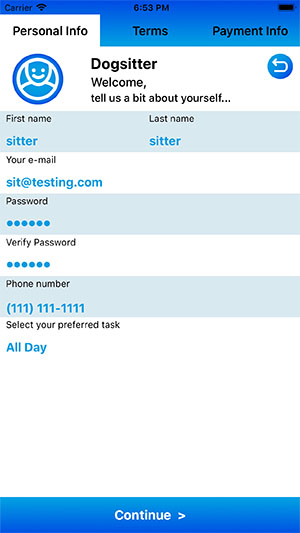 Carrier 6:53 PM
Personal Info Terms Payment Info
Dogsitter
Welcome,
tell us a bit about yourself...
First name Last name
sitter sitter
Your e-mail
sit@testing.com
Password
●●●●●●
Verify Password
●●●●●●
Phone number
(111) 111-1111
Select your preferred task
All Day
Continue >